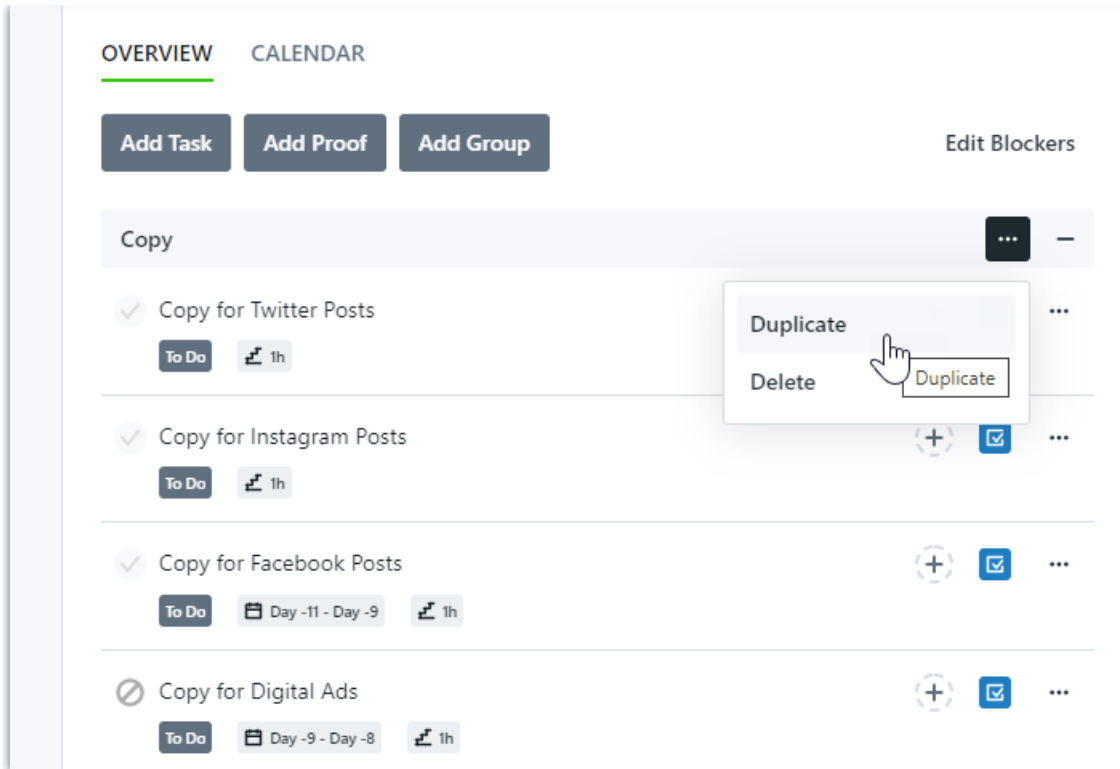 OVERVIEW CALENDAR
Add Task Add Proof Add Group Edit Blockers
Copy
Copy for Twitter Posts
To Do 1h
Duplicate
Delete
Duplicate
Copy for Instagram Posts
To Do 1h
Copy for Facebook Posts
To Do Day -11 - Day -9 1h
Copy for Digital Ads
To Do Day -9 - Day -8 1h